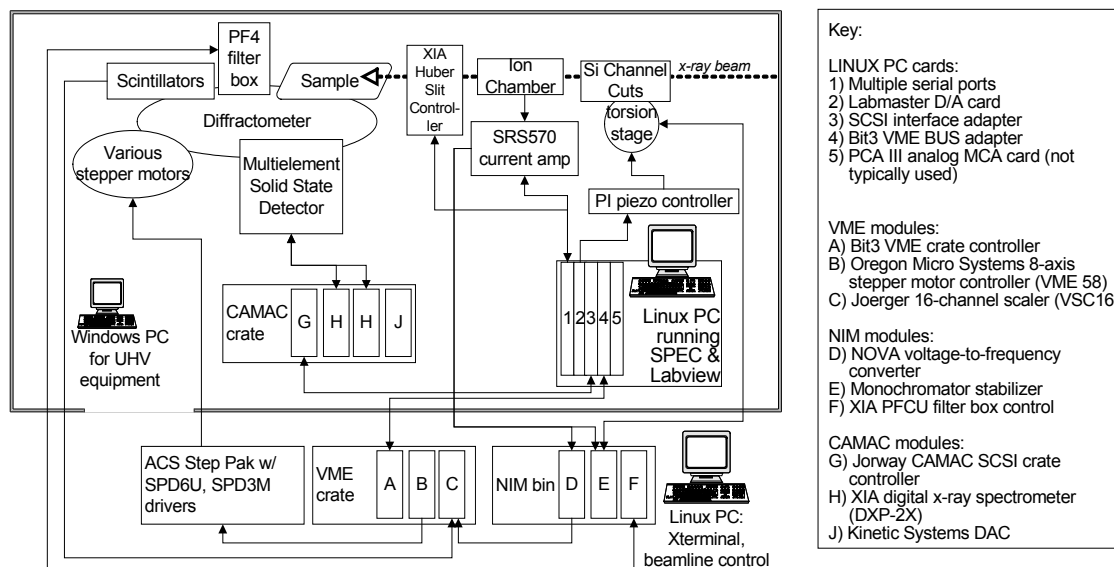 PF4
filter
box
Scintillators
Sample
XIA
Huber
Slit
Control-
ler
Ion
Chamber
Si Channel
Cuts
torsion
stage
x-ray beam
Diffractometer
SRS570
current amp
Various
stepper motors
Multielement
Solid State
Detector
PI piezo controller
CAMAC
crate
G
H
H
J
1
2
3
4
5
Linux PC
running
SPEC &
Labview
Windows PC
for UHV
equipment
ACS Step Pak w/
SPD6U, SPD3M
drivers
VME
crate
A
B
C
NIM bin
D
E
F
Linux PC:
Xterminal,
beamline control
Key:
LINUX PC cards:
1) Multiple serial ports
2) Labmaster D/A card
3) SCSI interface adapter
4) Bit3 VME BUS adapter
5) PCA III analog MCA card (not
typically used)
VME modules:
A) Bit3 VME crate controller
B) Oregon Micro Systems 8-axis
stepper motor controller (VME 58)
C) Joerger 16-channel scaler (VSC16
NIM modules:
D) NOVA voltage-to-frequency
converter
E) Monochromator stabilizer
F) XIA PFCU filter box control
CAMAC modules:
G) Jorway CAMAC SCSI crate
controller
H) XIA digital x-ray spectrometer
(DXP-2X)
J) Kinetic Systems DAC